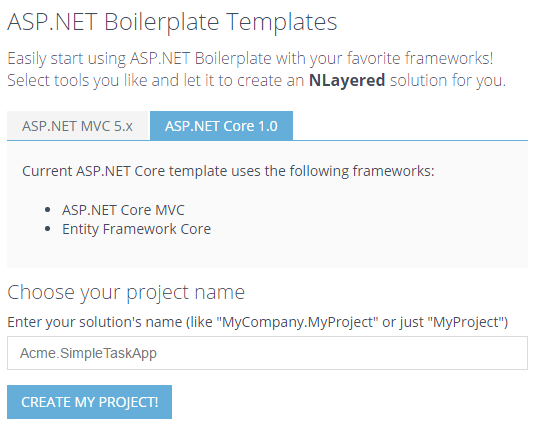 ASP.NET Boilerplate Templates
Easily start using ASP.NET Boilerplate with your favorite frameworks!
Select tools you like and let it to create an NLayered solution for you.
ASP.NET MVC 5.x ASP.NET Core 1.0
Current ASP.NET Core template uses the following frameworks:
• ASP.NET Core MVC
• Entity Framework Core
Choose your project name
Enter your solution's name (like "MyCompany.MyProject" or just "MyProject")
Acme.SimpleTaskApp
CREATE MY PROJECT!